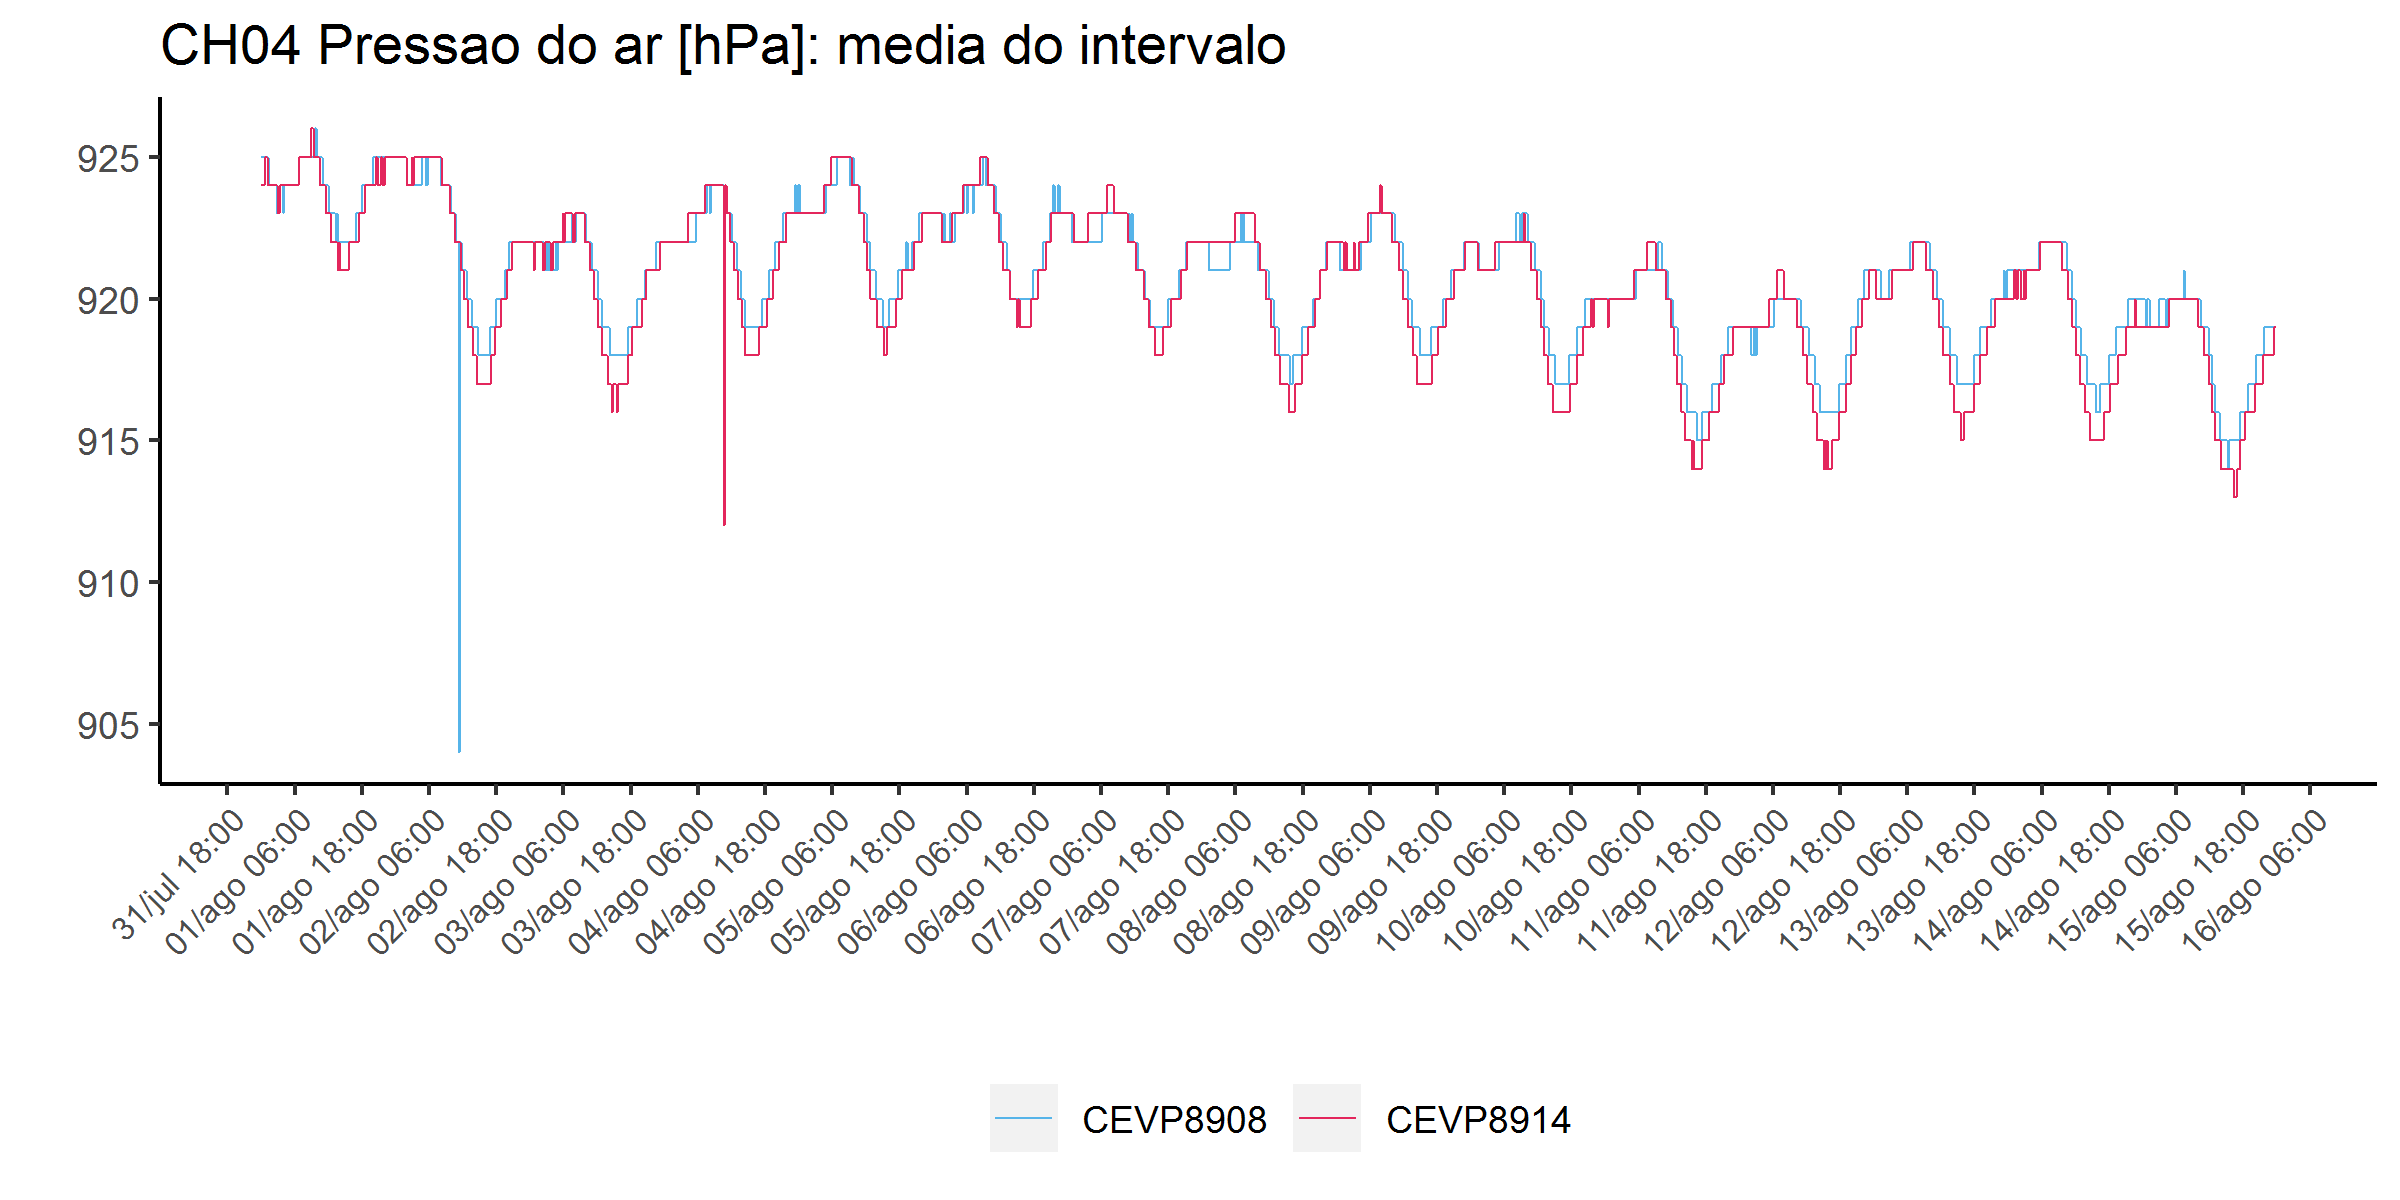 CH04 Pressao do ar [hPa]: media do intervalo
925
920
915
910
905
31/jul 18:00
01/ago 06:00
01/ago 18:00
02/ago 06:00
02/ago 18:00
03/ago 06:00
03/ago 18:00
04/ago 06:00
04/ago 18:00
05/ago 06:00
05/ago 18:00
06/ago 06:00
06/ago 18:00
07/ago 06:00
07/ago 18:00
08/ago 06:00
08/ago 18:00
09/ago 06:00
09/ago 18:00
10/ago 06:00
10/ago 18:00
11/ago 06:00
11/ago 18:00
12/ago 06:00
12/ago 18:00
13/ago 06:00
13/ago 18:00
14/ago 06:00
14/ago 18:00
15/ago 06:00
15/ago 18:00
16/ago 06:00
CEVP8908
CEVP8914